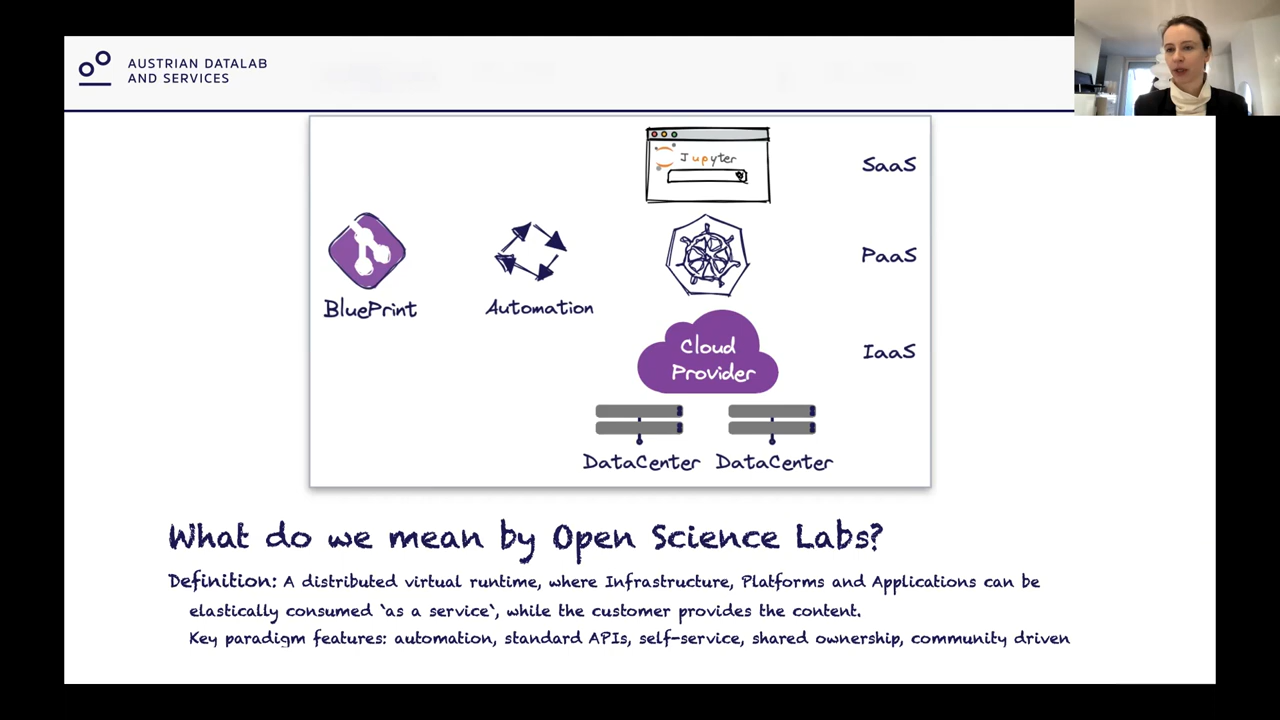 AUSTRIAN DATALAB
AND SERVICES
Jupyter
SaaS
PaaS
BluePrint
Automation
Cloud
Provider
IaaS
DataCenter DataCenter
What do we mean by Open Science Labs?
Definition: A distributed virtual runtime, where Infrastructure, Platforms and Applications can be
elastically consumed `as a service`, while the customer provides the content.
Key paradigm features: automation, standard APIs, self-service, shared ownership, community driven